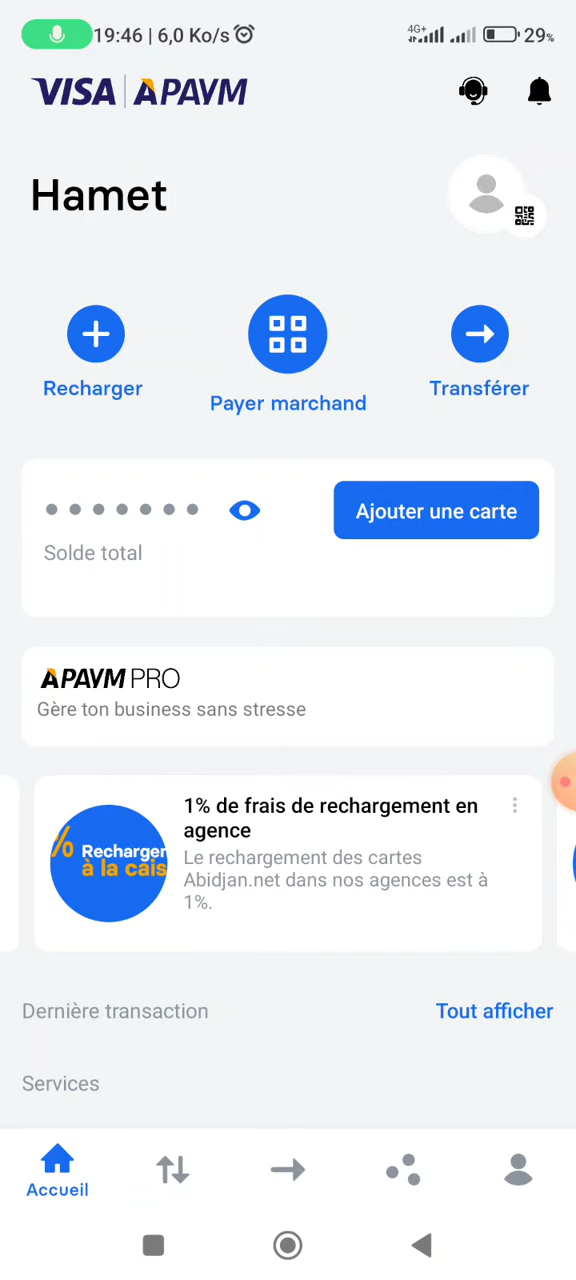 19:46 | 6,0 Ko/s
4G+
29%
VISA | APAYM
Hamet
Recharger
Payer marchand
Transférer
Ajouter une carte
Solde total
APAYM PRO
Gère ton business sans stresse
1% de frais de rechargement en
agence
% Recharger
à la cais
Le rechargement des cartes
Abidjan.net dans nos agences est à
1%.
Dernière transaction
Tout afficher
Services
Accueil